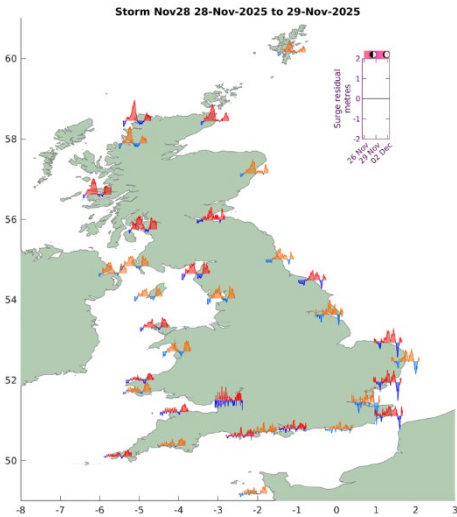 Storm Nov28 28-Nov-2025 to 29-Nov-2025
60
58
56
54
52
50
-8 -7 -6 -5 -4 -3 -2 -1 0 1 2 3
Surge residual
metres
2
1
0
-1
-2
26 Nov
29 Nov
02 Dec